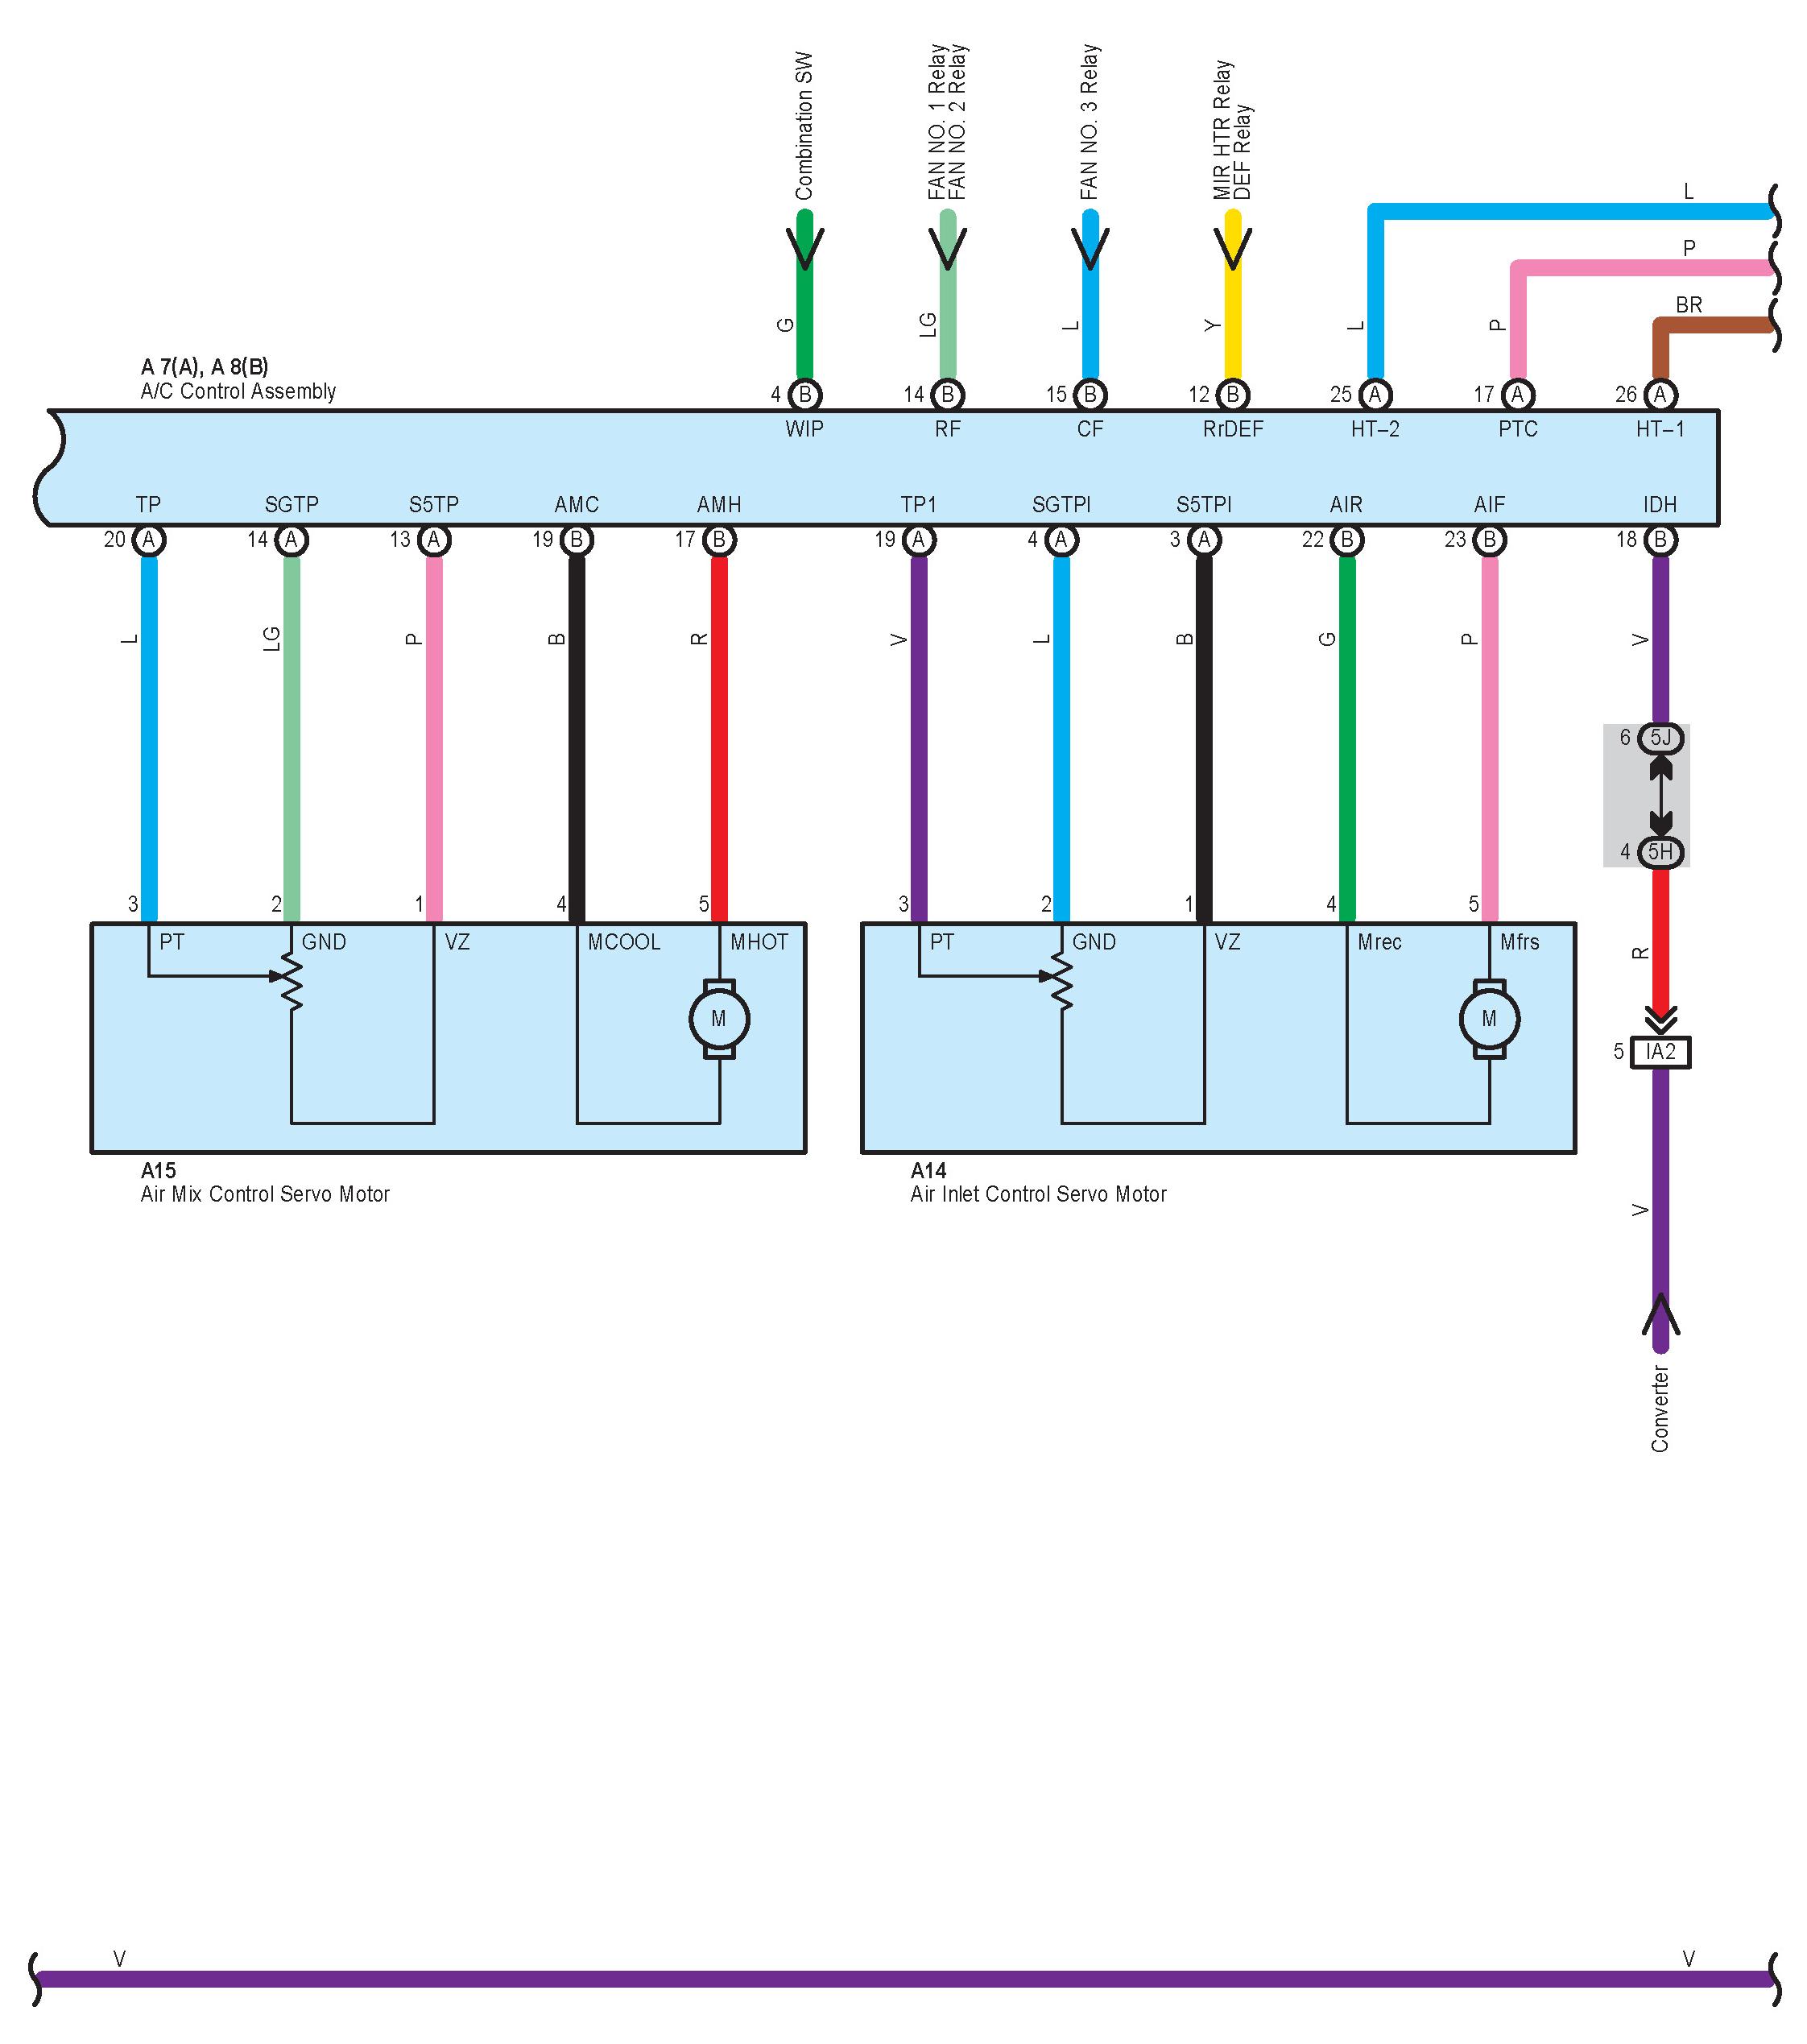 Combination SW
FAN NO. 1 Relay
FAN NO. 2 Relay
FAN NO. 3 Relay
MIR HTR Relay
DEF Relay
L
P
BR
G
LG
L
Y
L
P
A 7(A), A 8(B)
A/C Control Assembly
4 B
14 B
15 B
12 B
25 A
17 A
26 A
WIP
RF
CF
RrDEF
HT–2
PTC
HT–1
TP
SGTP
S5TP
AMC
AMH
TP1
SGTPI
S5TPI
AIR
AIF
IDH
20 A
14 A
13 A
19 B
17 B
19 A
4 A
3 A
22 B
23 B
18 B
L
LG
P
B
R
V
L
B
G
P
V
6 5J
4 5H
3
2
1
4
5
3
2
1
4
5
PT
GND
VZ
MCOOL
MHOT
PT
GND
VZ
Mrec
Mfrs
R
M
M
5 IA2
A15
Air Mix Control Servo Motor
A14
Air Inlet Control Servo Motor
V
Converter
V
V